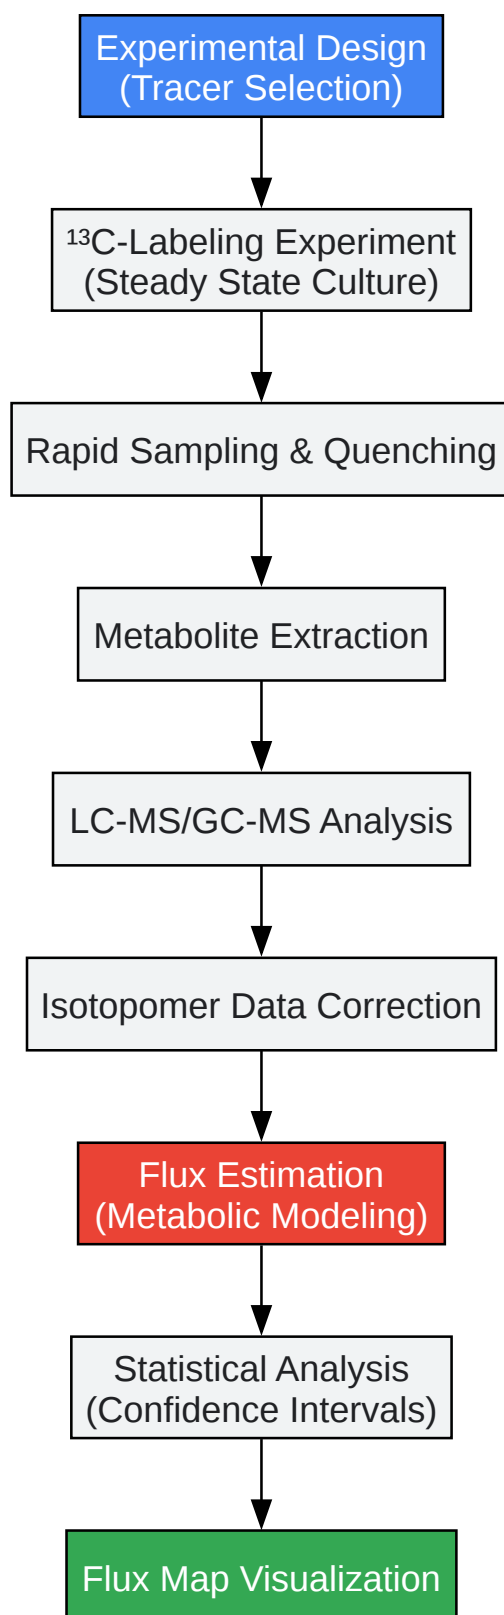 Experimental Design
(Tracer Selection)
¹³C-Labeling Experiment
(Steady State Culture)
Rapid Sampling & Quenching
Metabolite Extraction
LC-MS/GC-MS Analysis
Isotopomer Data Correction
Flux Estimation
(Metabolic Modeling)
Statistical Analysis
(Confidence Intervals)
Flux Map Visualization